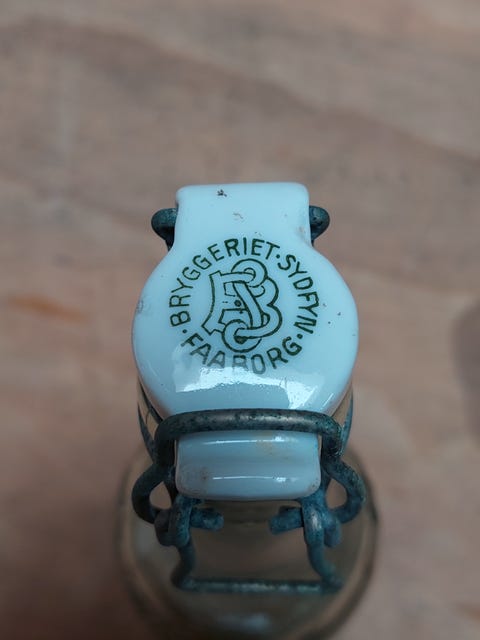 · BRYGGERIET · SYDFYN ·
FAABORG